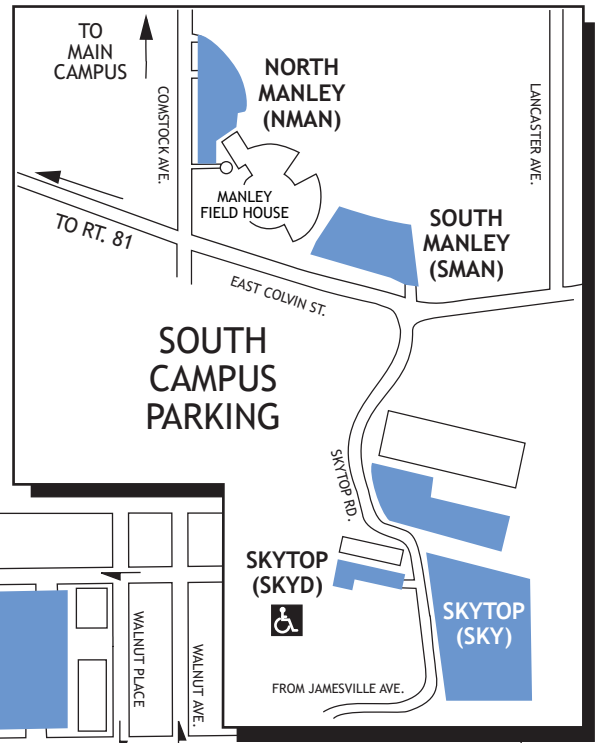 TO
MAIN
CAMPUS
COMSTOCK AVE.
NORTH
MANLEY
(NMAN)
LANCASTER AVE.
MANLEY
FIELD HOUSE
TO RT. 81
SOUTH
MANLEY
(SMAN)
EAST COLVIN ST.
SOUTH
CAMPUS
PARKING
SKYTOP RD.
SKYTOP
(SKYD)
SKYTOP
(SKY)
WALNUT PLACE
WALNUT AVE.
FROM JAMESVILLE AVE.